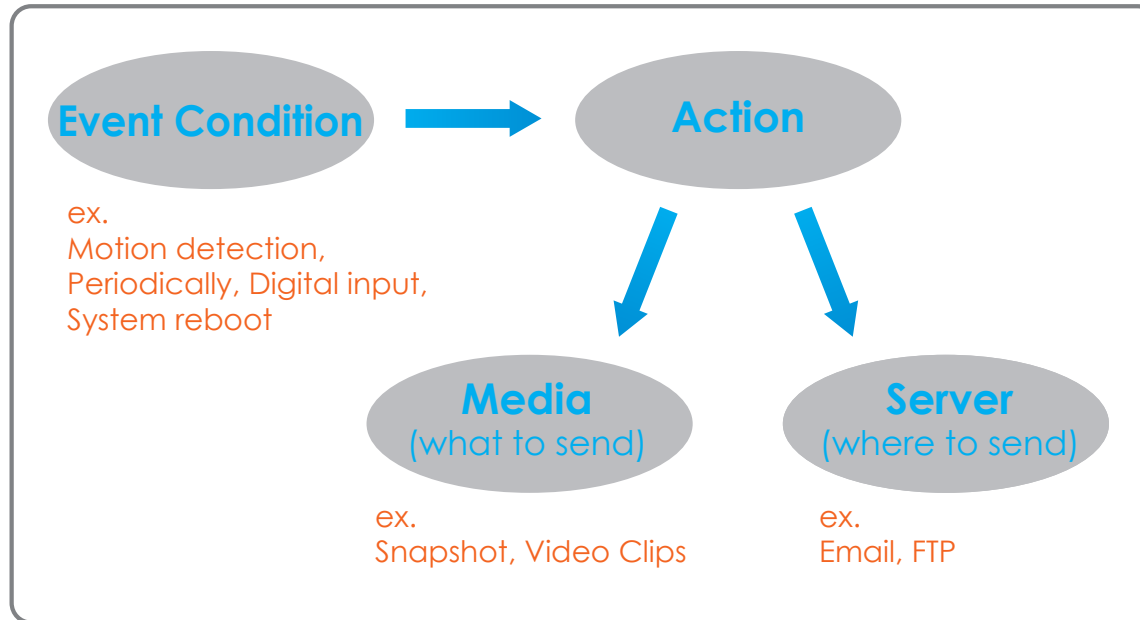 Event Condition
Action
ex.
Motion detection,
Periodically, Digital input,
System reboot
Media
(what to send)
Server
(where to send)
ex.
Snapshot, Video Clips
ex.
Email, FTP